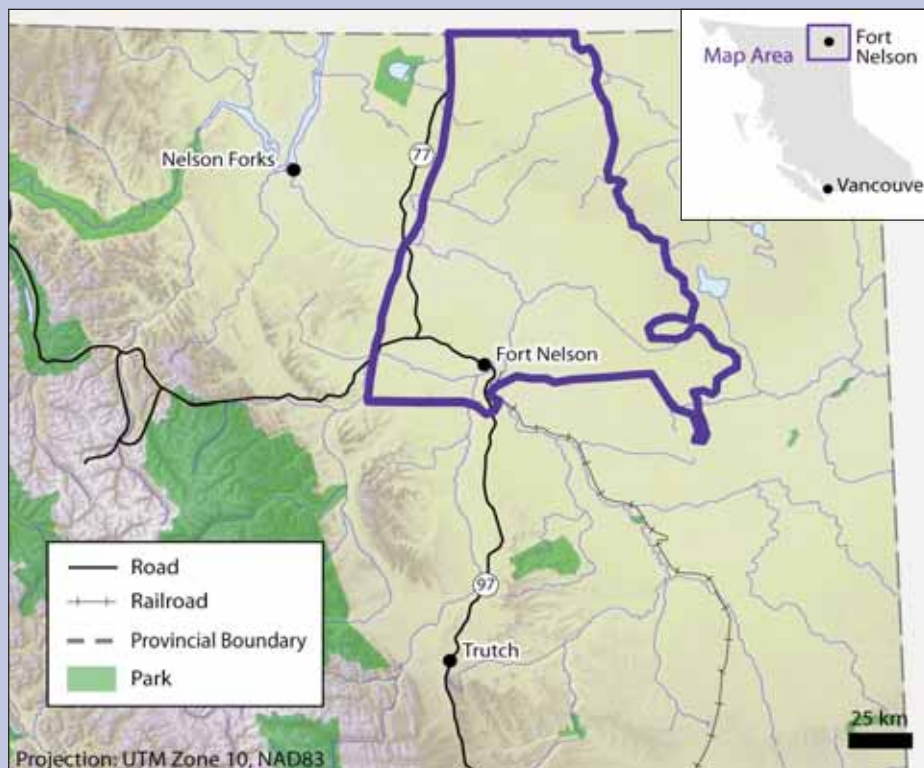 Map Area
Fort
Nelson
Vancouve
Nelson Forks
77
Fort Nelson
97
Trutch
Road
Railroad
Provincial Boundary
Park
25 km
Projection: UTM Zone 10, NAD83